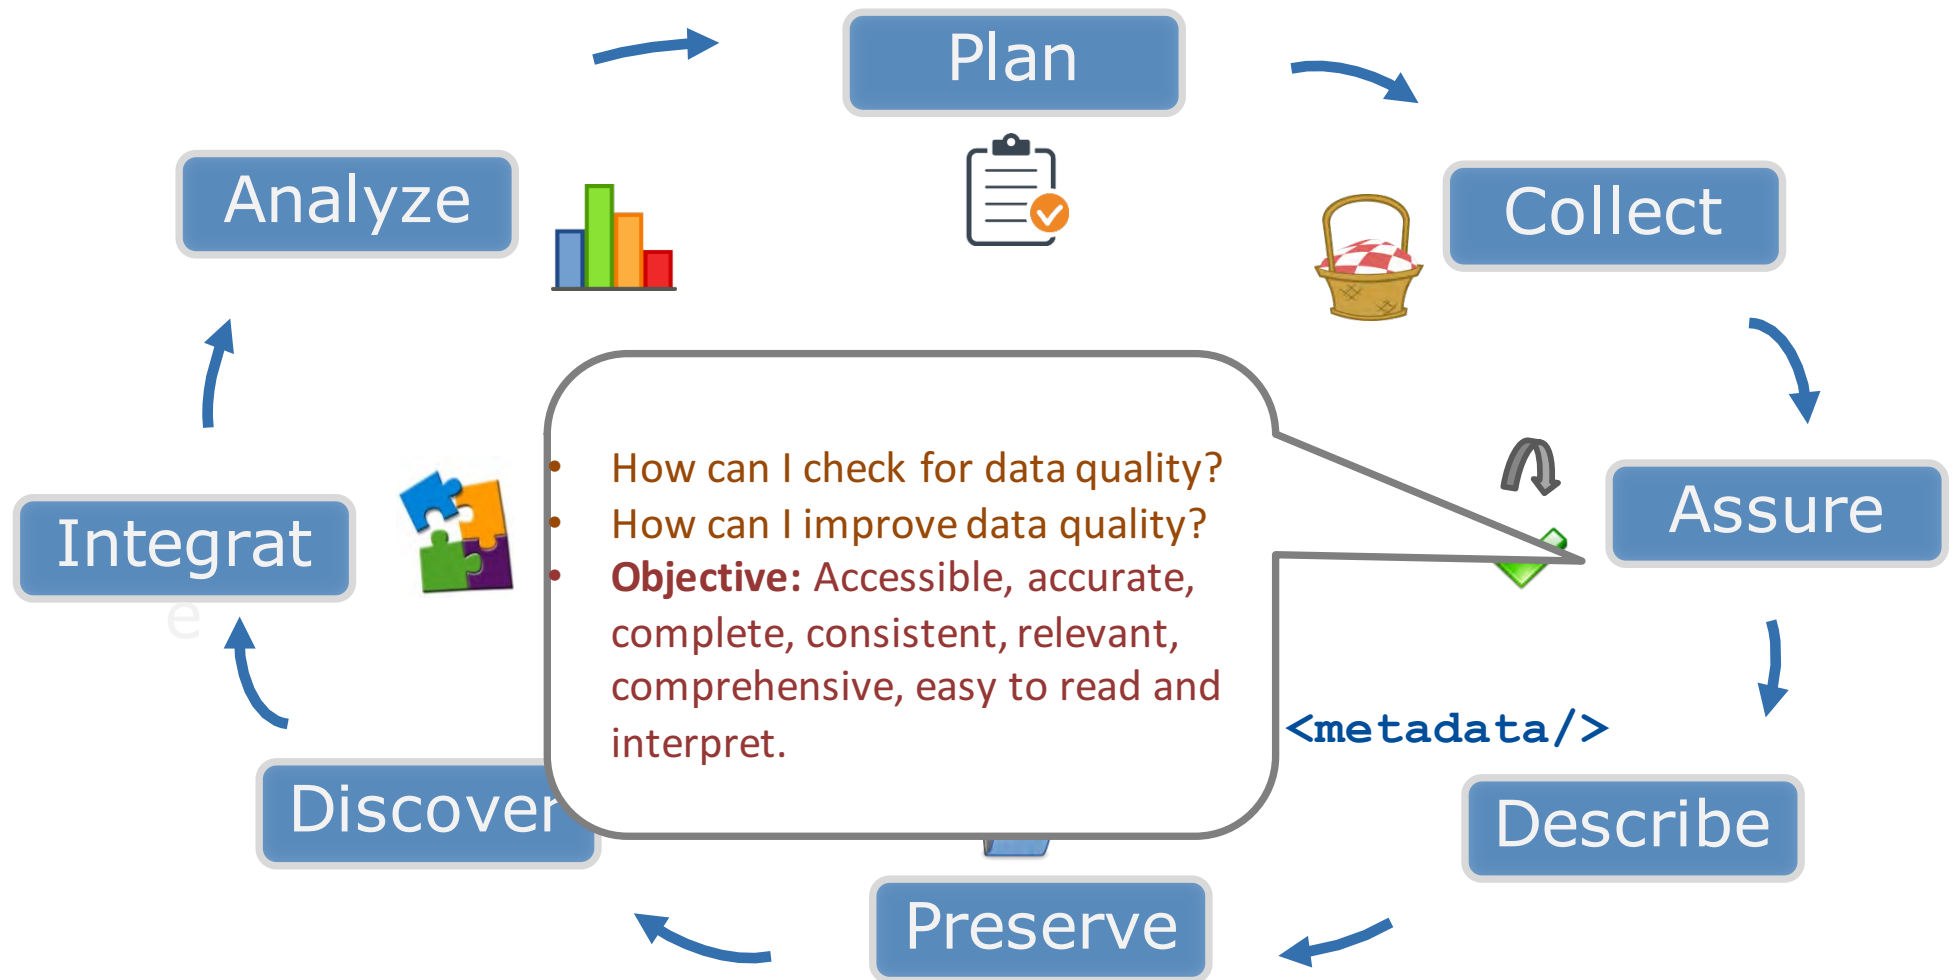 Plan
Analyze
Collect
• How can I check for data quality?
• How can I improve data quality?
• Objective: Accessible, accurate,
complete, consistent, relevant,
comprehensive, easy to read and
interpret.
Assure
Integrat
e
<metadata/>
Discover
Describe
Preserve